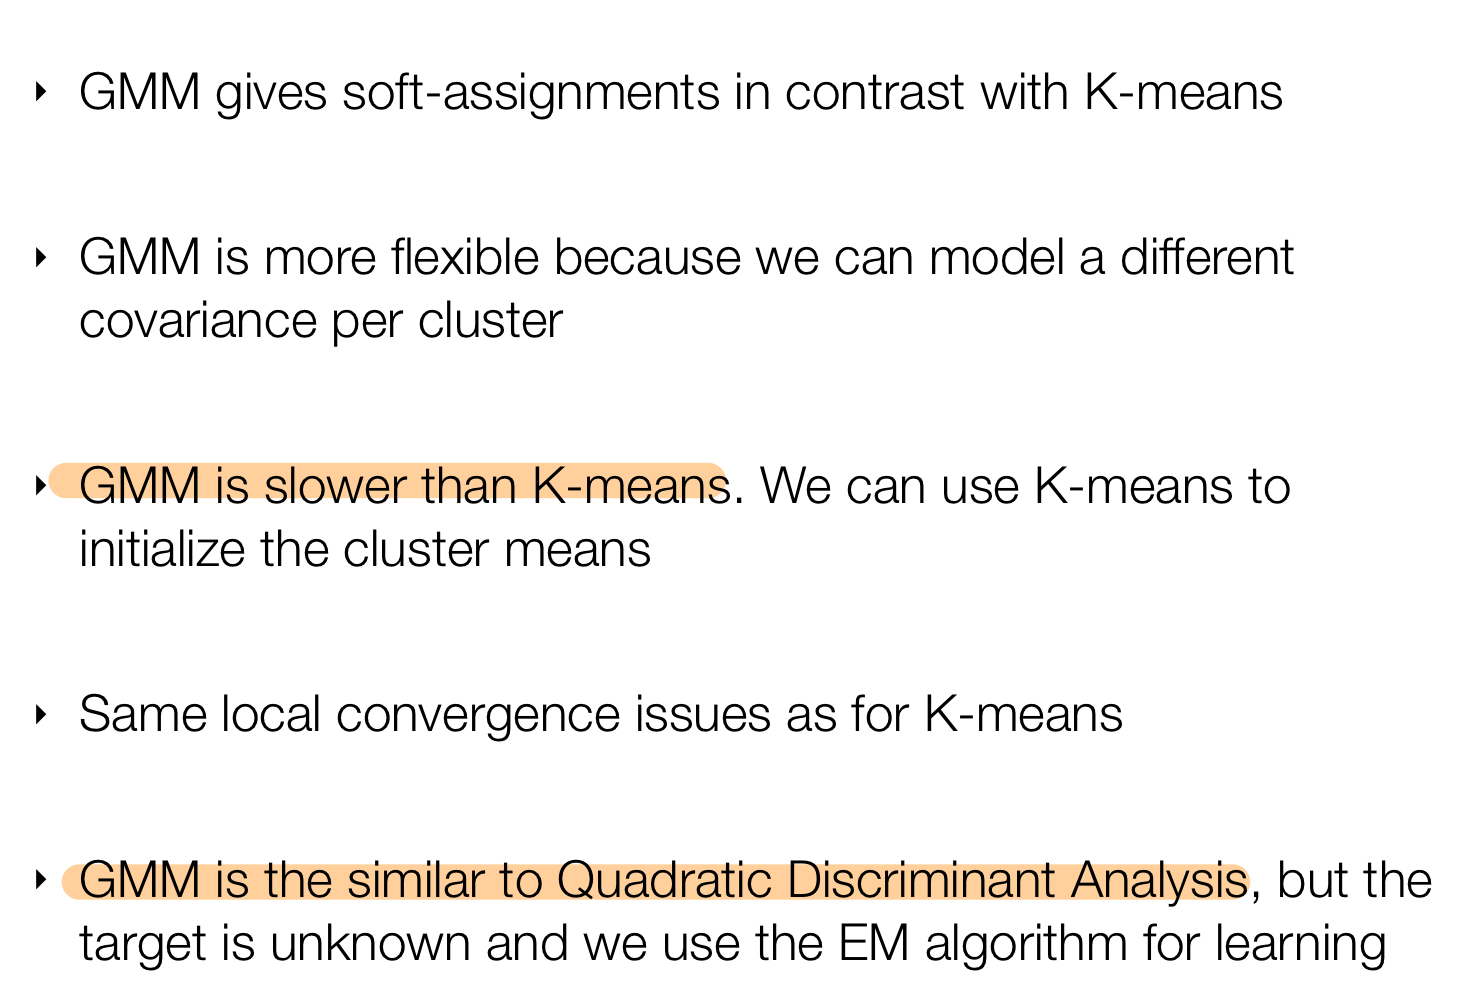 ‣ GMM gives soft-assignments in contrast with K-means
‣ GMM is more flexible because we can model a different
covariance per cluster
‣ GMM is slower than K-means. We can use K-means to
initialize the cluster means
‣ Same local convergence issues as for K-means
‣ GMM is the similar to Quadratic Discriminant Analysis, but the
target is unknown and we use the EM algorithm for learning